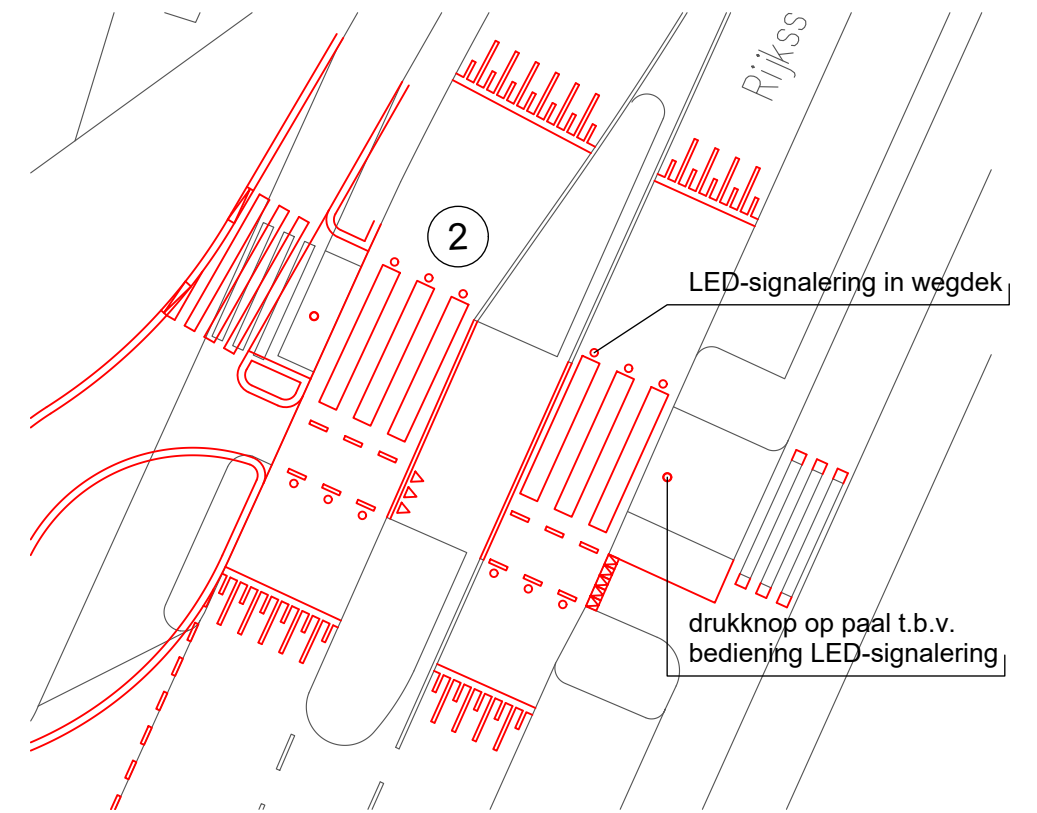 Rijkss
2
LED-signalering in wegdek
drukknop op paal t.b.v.
bediening LED-signalering